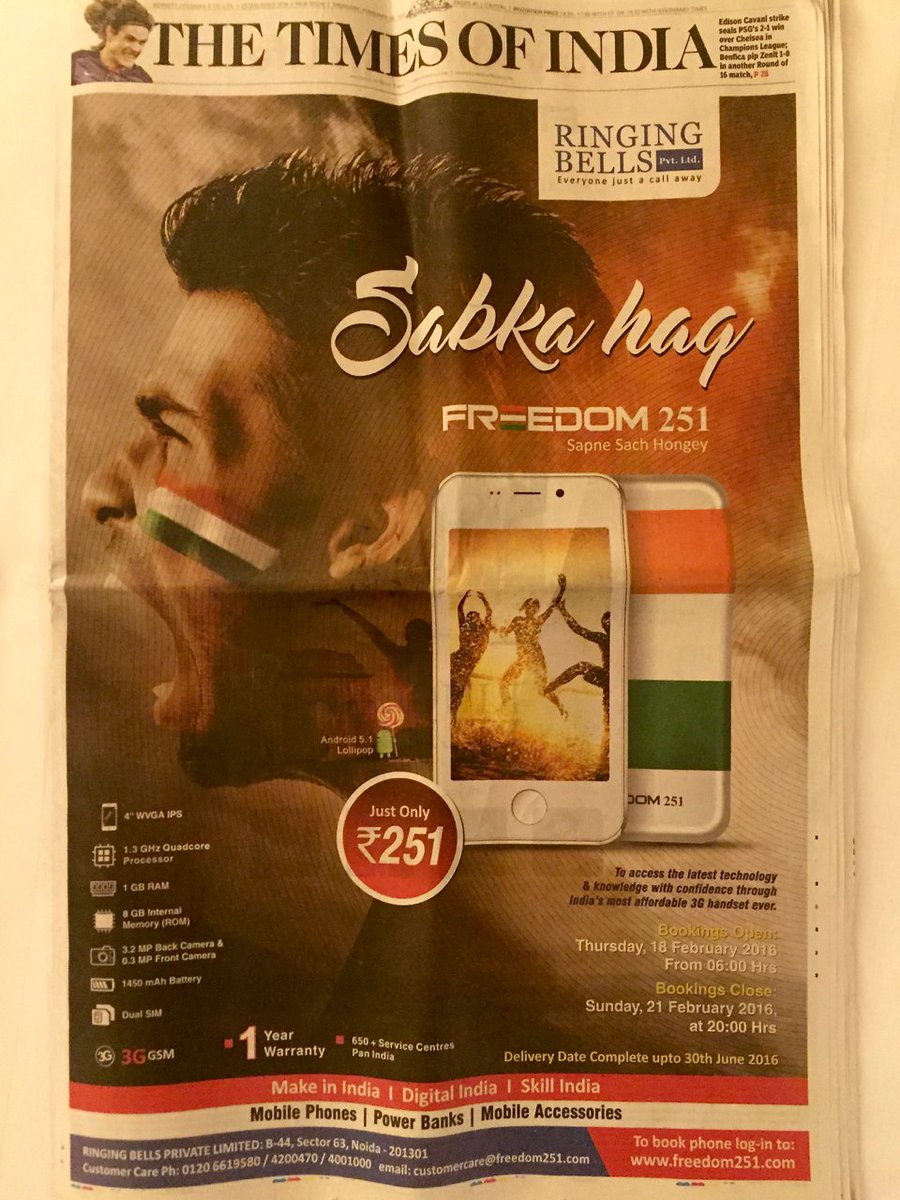 THE TIMES OF INDIA
Edison Cavani strike
seals PSG's 2-1 win
over Chelsea in
Champions League;
Benfica pip Zenit 1-0
in another Round of
16 match, P 28
RINGING
BELLS Pvt. Ltd.
Everyone just a call away
Sabka haq
FREEDOM 251
Sapne Sach Hongey
Android 5.1
Lollipop
DOM 251
Just Only
₹251
4" WVGA IPS
1.3 GHz Quadcore
Processor
1 GB RAM
8 GB Internal
Memory (ROM)
3.2 MP Back Camera &
0.3 MP Front Camera
1450 mAh Battery
Dual SIM
3G 3G GSM
1 Year
Warranty
650 + Service Centres
Pan India
To access the latest technology
& knowledge with confidence through
India's most affordable 3G handset ever.
Bookings Open:
Thursday, 18 February 2016
From 06:00 Hrs
Bookings Close:
Sunday, 21 February 2016,
at 20:00 Hrs
Delivery Date Complete upto 30th June 2016
Make in India I Digital India I Skill India
Mobile Phones | Power Banks | Mobile Accessories
RINGING BELLS PRIVATE LIMITED: B-44, Sector 63, Noida - 201301
Customer Care Ph: 0120 6619580 / 4200470 / 4001000 email: customercare@freedom251.com
To book phone log-in to:
www.freedom251.com